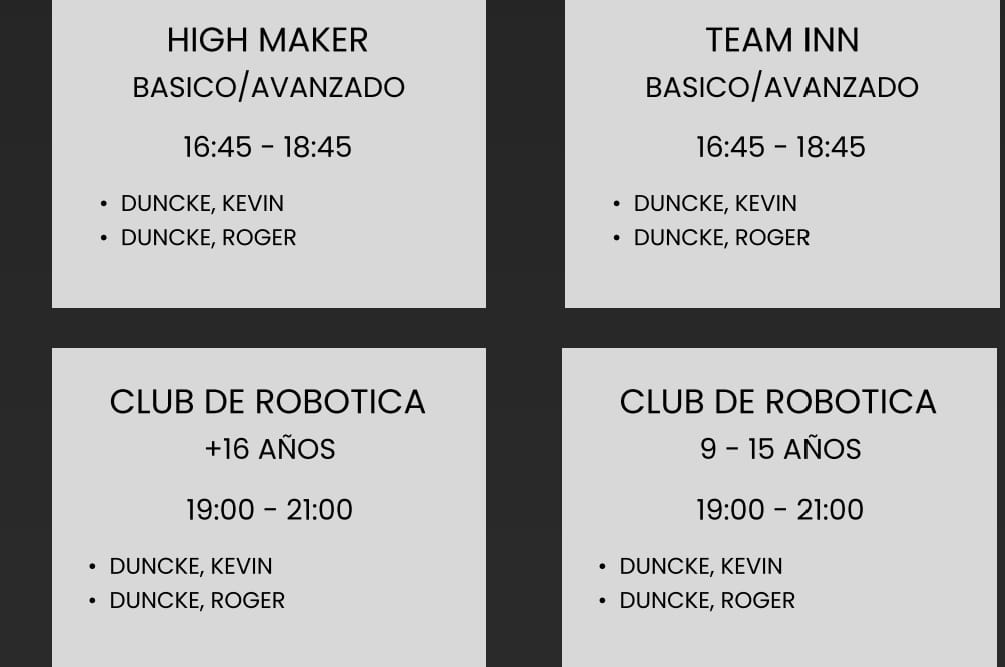 HIGH MAKER
BASICO/AVANZADO
16:45 - 18:45
• DUNCKE, KEVIN
• DUNCKE, ROGER
TEAM INN
BASICO/AVANZADO
16:45 - 18:45
• DUNCKE, KEVIN
• DUNCKE, ROGER
CLUB DE ROBOTICA
+16 AÑOS
19:00 - 21:00
• DUNCKE, KEVIN
• DUNCKE, ROGER
CLUB DE ROBOTICA
9 - 15 AÑOS
19:00 - 21:00
• DUNCKE, KEVIN
• DUNCKE, ROGER